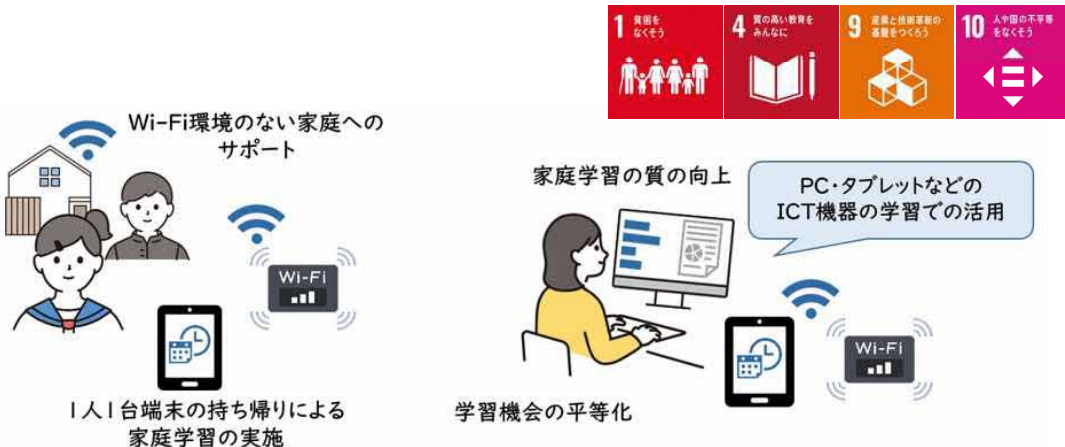 1 貧困を
なくそう
4 質の高い教育を
みんなに
9 産業と技術革新の
基盤をつくろう
10 人や国の不平等
をなくそう
Wi-Fi環境のない家庭への
サポート
Wi-Fi
1人1台端末の持ち帰りによる
家庭学習の実施
家庭学習の質の向上
PC・タブレットなどの
ICT機器の学習での活用
Wi-Fi
学習機会の平等化